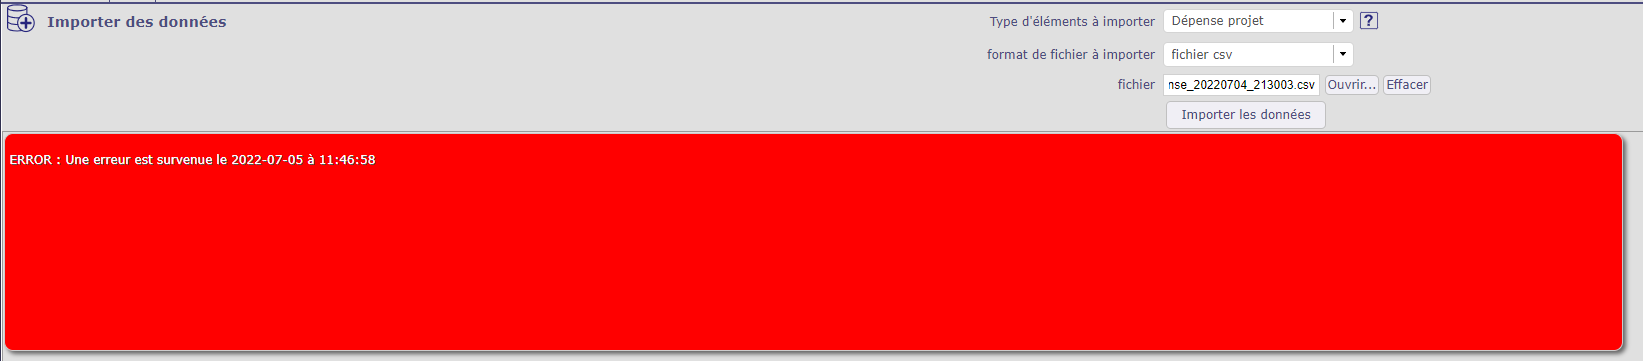 Importer des données
Type d'éléments à importer Dépense projet ?
format de fichier à importer fichier csv
fichier nse_20220704_213003.csv Ouvrir... Effacer
Importer les données
ERROR : Une erreur est survenue le 2022-07-05 à 11:46:58